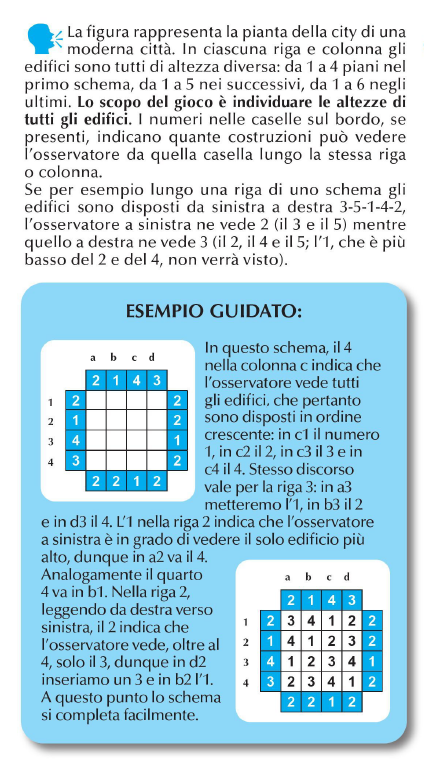 La figura rappresenta la pianta della city di una
moderna città. In ciascuna riga e colonna gli
edifici sono tutti di altezza diversa: da 1 a 4 piani nel
primo schema, da 1 a 5 nei successivi, da 1 a 6 negli
ultimi. Lo scopo del gioco è individuare le altezze di
tutti gli edifici. I numeri nelle caselle sul bordo, se
presenti, indicano quante costruzioni può vedere
l'osservatore da quella casella lungo la stessa riga
o colonna.
Se per esempio lungo una riga di uno schema gli
edifici sono disposti da sinistra a destra 3-5-1-4-2,
l'osservatore a sinistra ne vede 2 (il 3 e il 5) mentre
quello a destra ne vede 3 (il 2, il 4 e il 5; l'1, che è più
basso del 2 e del 4, non verrà visto).
ESEMPIO GUIDATO:
a b c d
2 1 4 3
1 2 2
2 1 2
3 4 1
4 3 2
2 2 1 2
In questo schema, il 4
nella colonna c indica che
l'osservatore vede tutti
gli edifici, che pertanto
sono disposti in ordine
crescente: in c1 il numero
1, in c2 il 2, in c3 il 3 e in
c4 il 4. Stesso discorso
vale per la riga 3: in a3
metteremo l'1, in b3 il 2
e in d3 il 4. L'1 nella riga 2 indica che l'osservatore
a sinistra è in grado di vedere il solo edificio più
alto, dunque in a2 va il 4.
Analogamente il quarto
4 va in b1. Nella riga 2,
leggendo da destra verso
sinistra, il 2 indica che
l'osservatore vede, oltre al
4, solo il 3, dunque in d2
inseriamo un 3 e in b2 l'1.
A questo punto lo schema
si completa facilmente.
a b c d
2 1 4 3
1 2 3 4 1 2 2
2 1 4 1 2 3 2
3 4 1 2 3 4 1
4 3 2 3 4 1 2
2 2 1 2